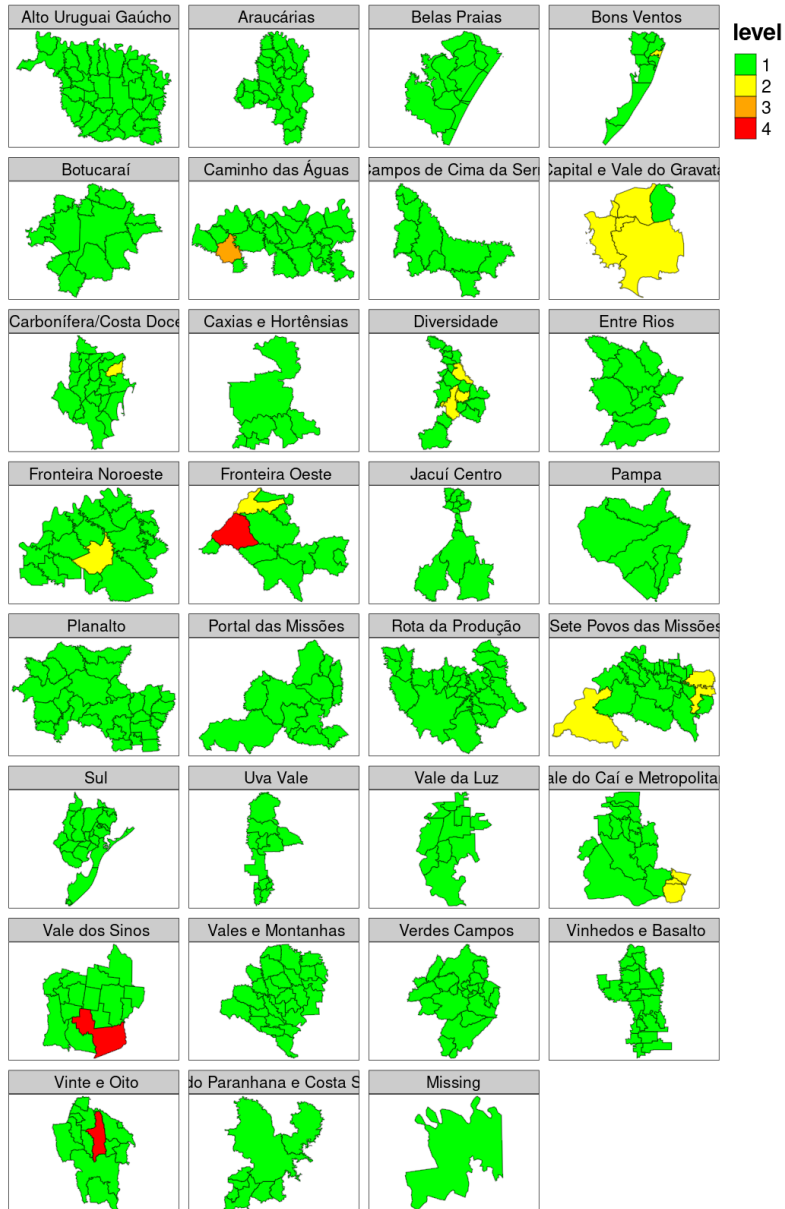 Alto Uruguai Gaúcho
Araucárias
Belas Praias
Bons Ventos
level
1
2
3
4
Botucaraí
Caminho das Águas
Campos de Cima da Ser
Capital e Vale do Gravata
Carbonífera/Costa Doce
Caxias e Hortênsias
Diversidade
Entre Rios
Fronteira Noroeste
Fronteira Oeste
Jacuí Centro
Pampa
Planalto
Portal das Missões
Rota da Produção
Sete Povos das Missões
Sul
Uva Vale
Vale da Luz
ale do Caí e Metropolita
Vale dos Sinos
Vales e Montanhas
Verdes Campos
Vinhedos e Basalto
Vinte e Oito
do Paranhana e Costa S
Missing